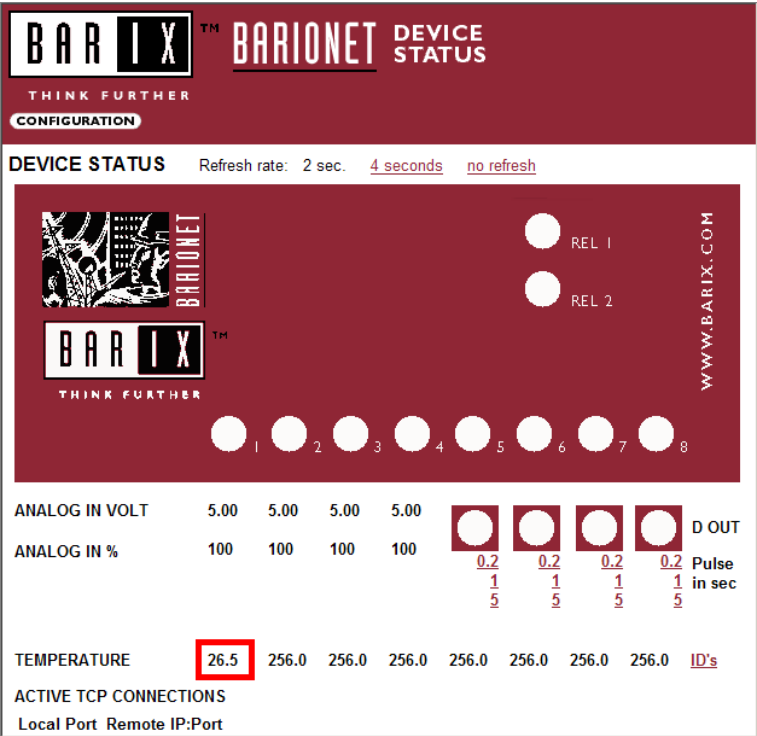 BARIX ™ BARIONET DEVICE STATUS
THINK FURTHER
CONFIGURATION
DEVICE STATUS Refresh rate: 2 sec. 4 seconds no refresh
BARIONET
REL 1
REL 2
WWW.BARIX.COM
BARIX ™
THINK FURTHER
1 2 3 4 5 6 7 8
ANALOG IN VOLT 5.00 5.00 5.00 5.00 D OUT
ANALOG IN % 100 100 100 100
0.2 0.2 0.2 0.2 Pulse
1 1 1 1 in sec
5 5 5 5
TEMPERATURE 26.5 256.0 256.0 256.0 256.0 256.0 256.0 256.0 ID's
ACTIVE TCP CONNECTIONS
Local Port Remote IP:Port